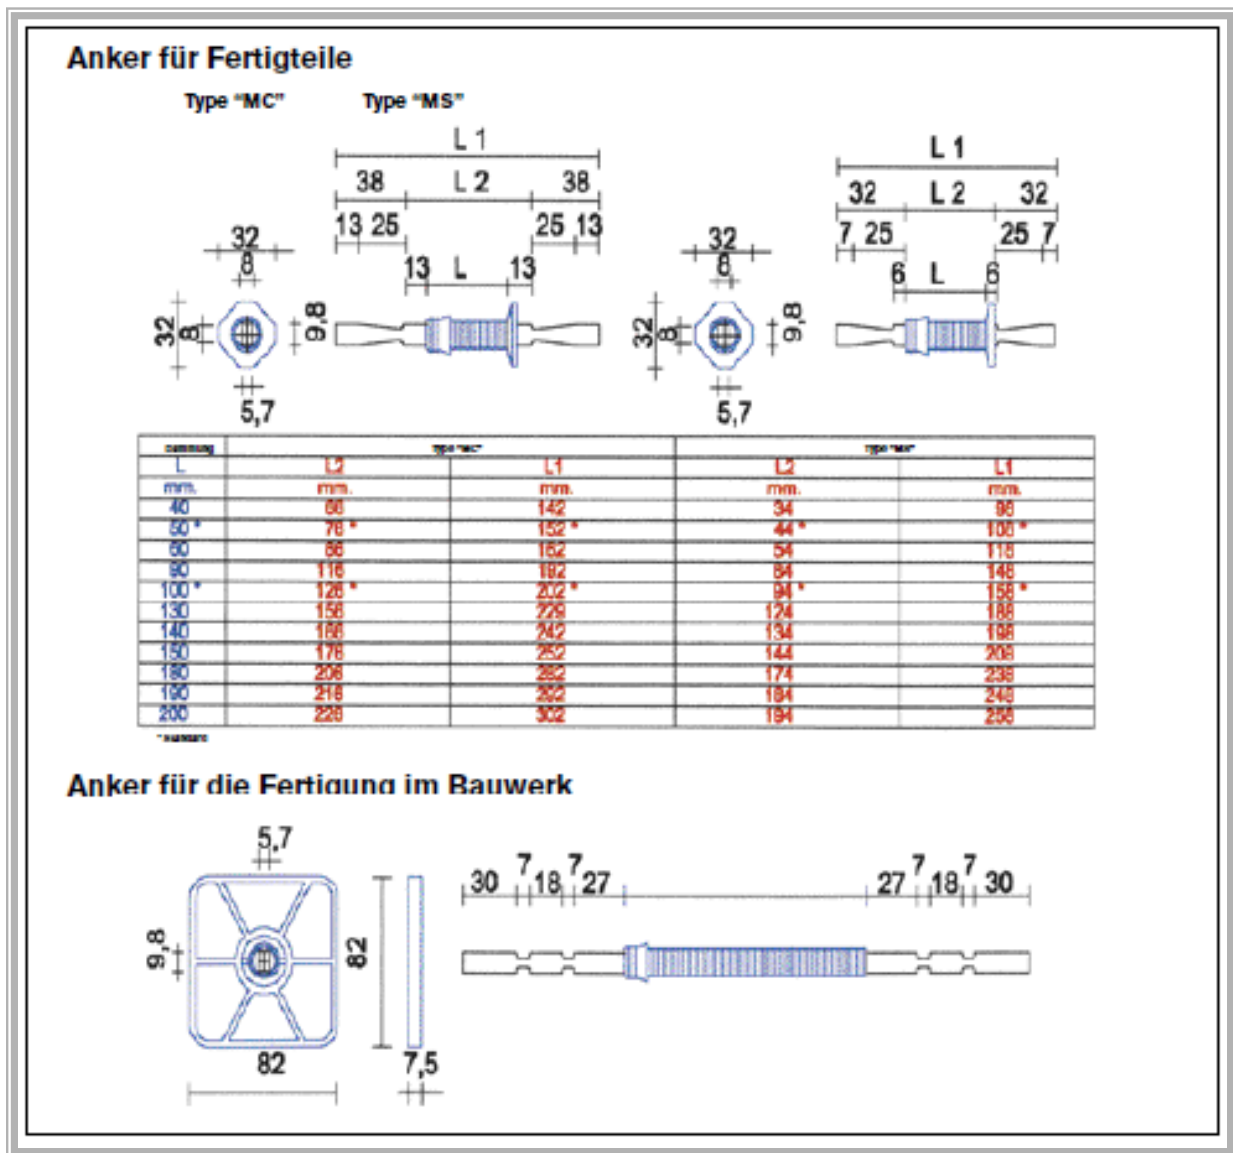 Anker für Fertigteile
Type “MC” Type “MS”
L 1
38 L 2 38
13 25 25 13
13 L 13
32
8
32
8
9,8
5,7
L 1
32 L 2 32
7 25 25 7
6 L 6
32
8
32
8
9,8
5,7
Type “MC” Type “MS”
L L2 L1 L2 L1
mm. mm. mm. mm. mm.
40 66 142 34 98
50 * 76 * 152 * 44 * 108 *
60 86 162 54 118
90 116 192 84 148
100 * 126 * 202 * 94 * 158 *
130 156 229 124 188
140 166 242 134 198
150 176 252 144 208
180 206 282 174 238
190 216 292 184 248
200 226 302 194 258
* Standard
Anker für die Fertigung im Bauwerk
5,7
9,8
82
82
7,5
30 7 18 7 27 27 7 18 7 30